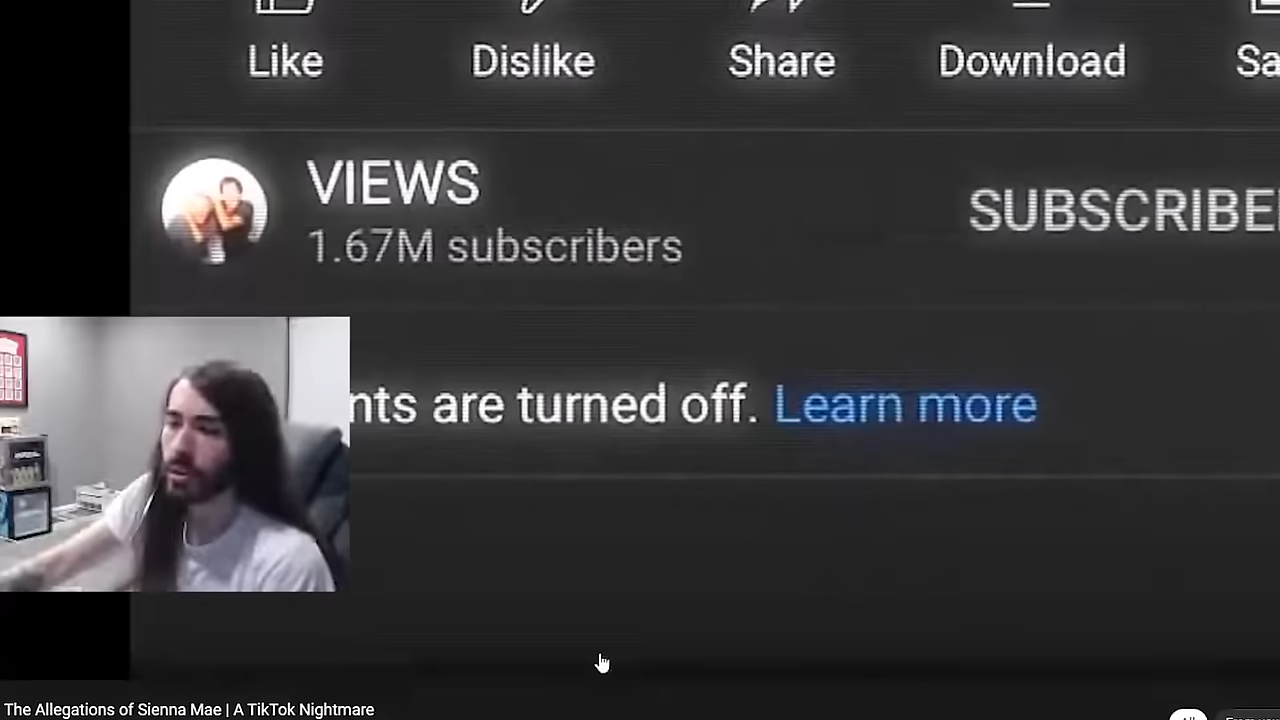 Like
Dislike
Share
Download
Sa
VIEWS
1.67M subscribers
SUBSCRIBE
nts are turned off. Learn more
The Allegations of Sienna Mae | A TikTok Nightmare
All